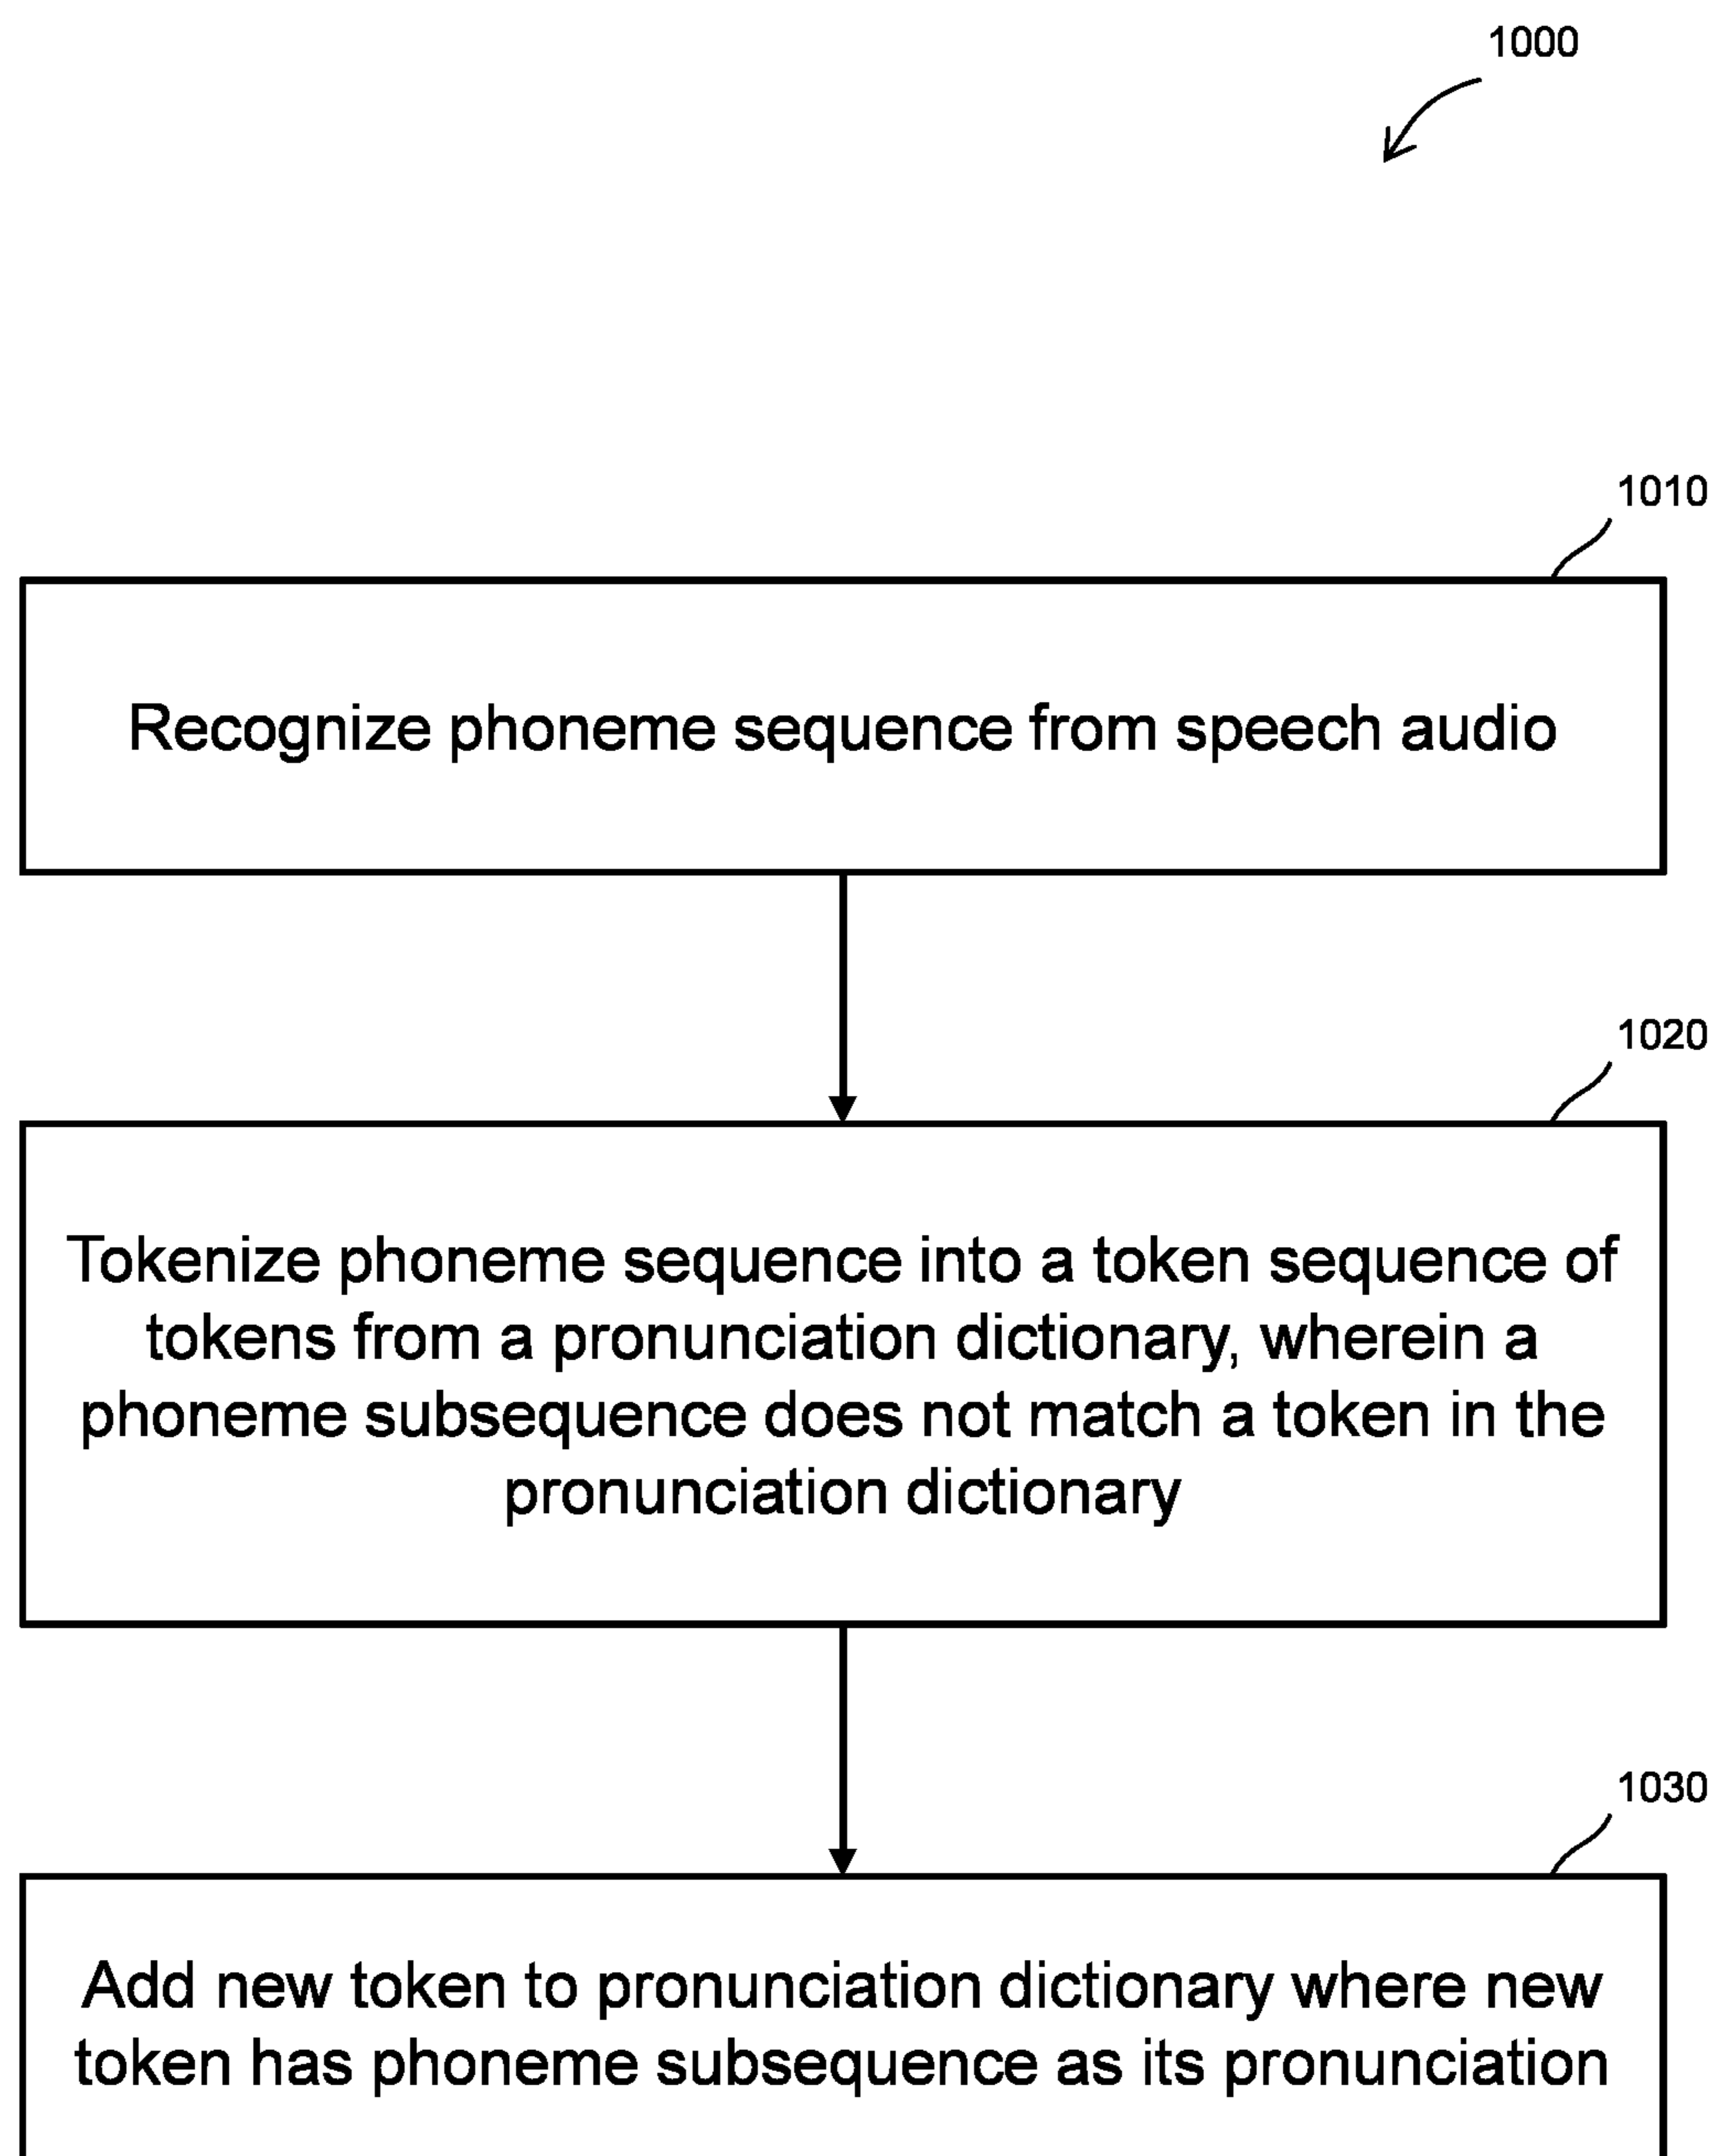 1000
1010
Recognize phoneme sequence from speech audio
1020
Tokenize phoneme sequence into a token sequence of
tokens from a pronunciation dictionary, wherein a
phoneme subsequence does not match a token in the
pronunciation dictionary
1030
Add new token to pronunciation dictionary where new
token has phoneme subsequence as its pronunciation